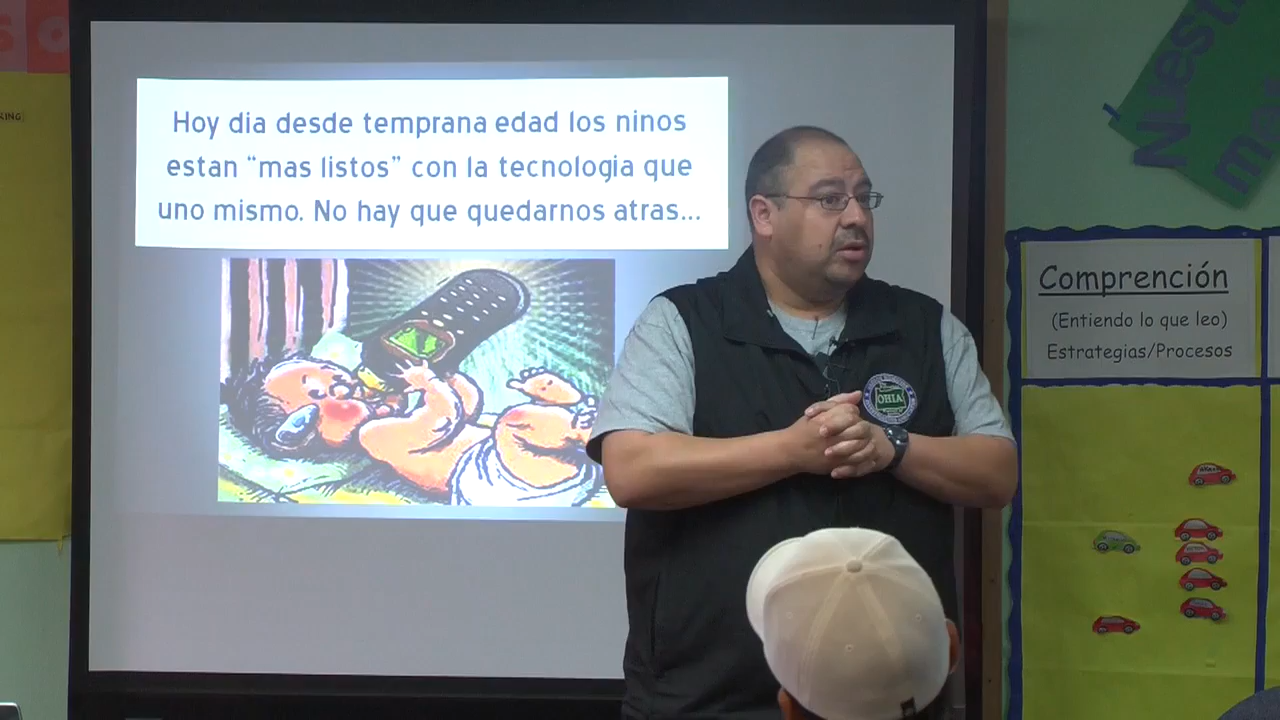 Hoy dia desde temprana edad los ninos
estan “mas listos” con la tecnologia que
uno mismo. No hay que quedarnos atras...
OHIA
Comprención
(Entiendo lo que leo)
Estrategias/Procesos